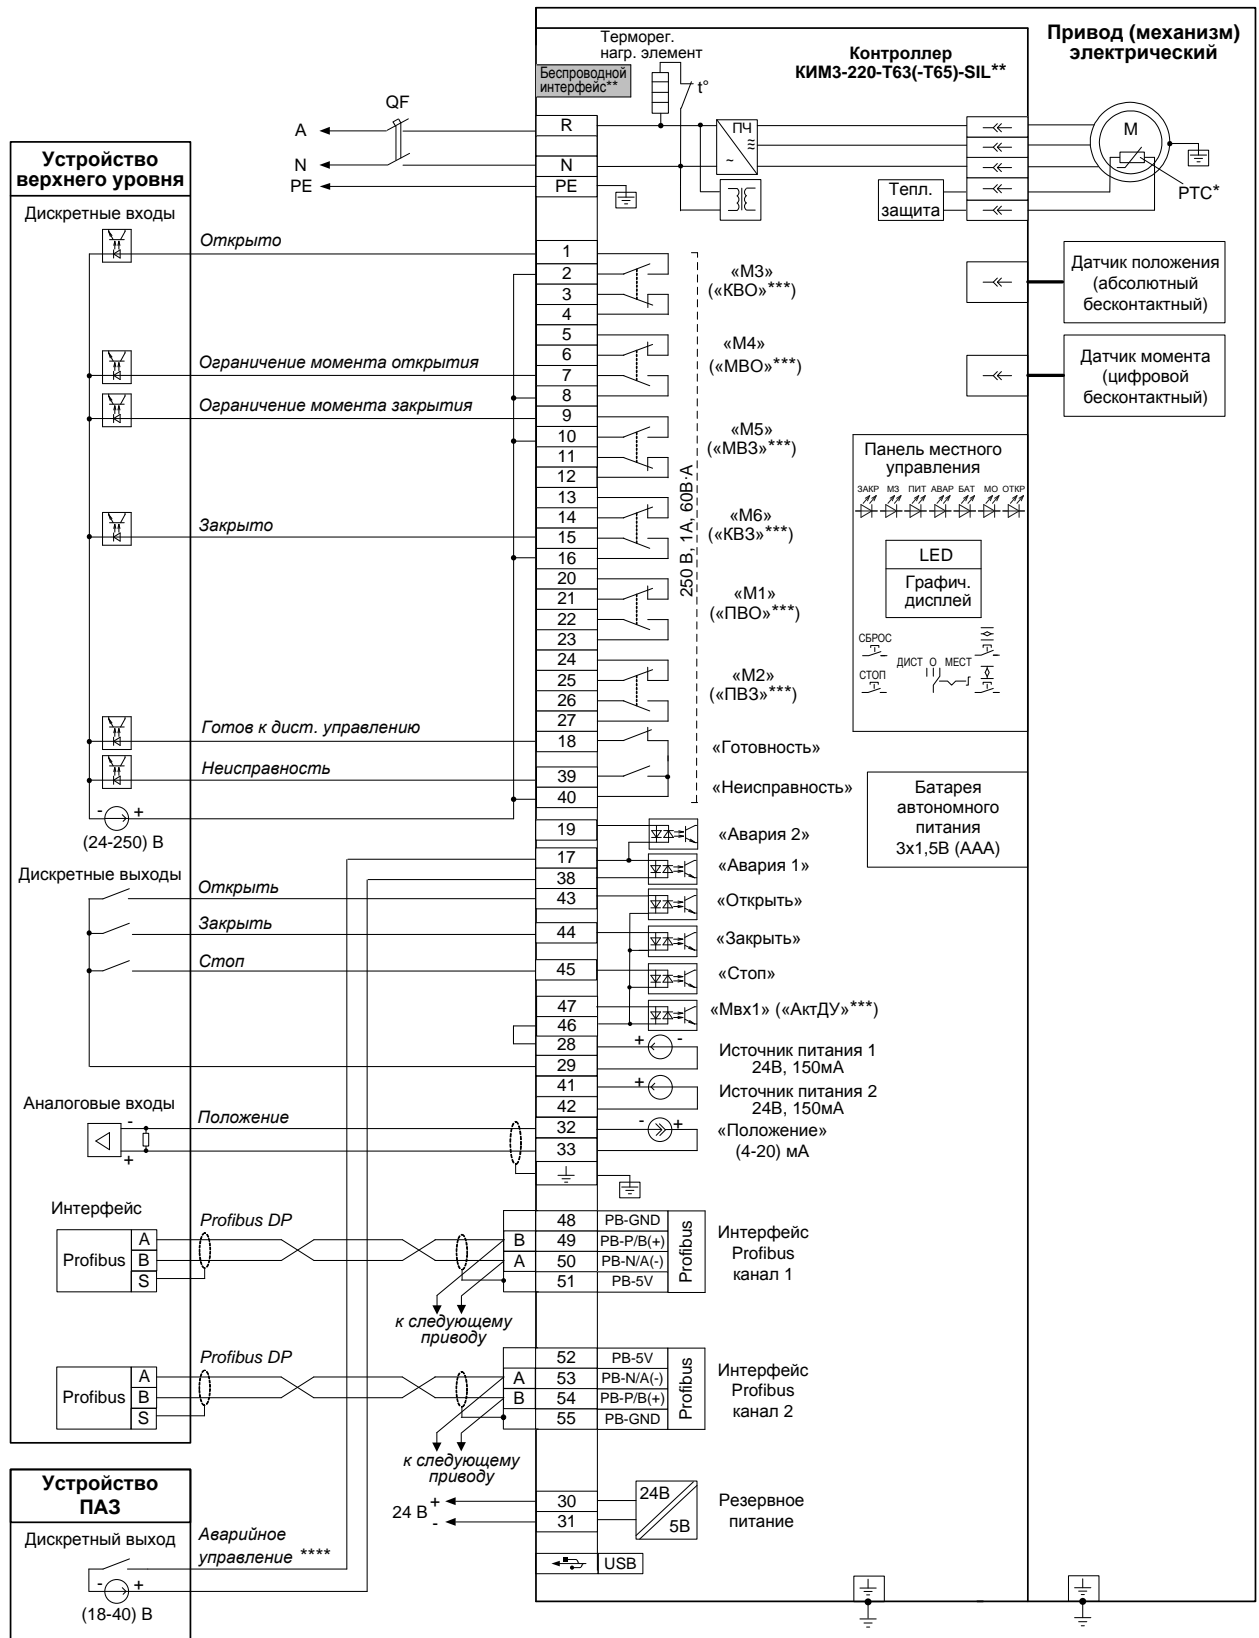 Привод (механизм)
электрический
Контроллер
КИМ3-220-Т63(-Т65)-SIL**
Терморег.
нагр. элемент
Беспроводной
интерфейс**
t°
QF
A
N
PE
R
N
PE
ПЧ
≈
~
М
Тепл.
защита
PTC*
Устройство
верхнего уровня
Дискретные входы
Открыто
Ограничение момента открытия
Ограничение момента закрытия
Закрыто
Готов к дист. управлению
Неисправность
- +
(24-250) В
Дискретные выходы
Открыть
Закрыть
Стоп
Аналоговые входы
Положение
-
+
Интерфейс
Profibus DP
Profibus
A
B
S
к следующему
приводу
Profibus DP
Profibus
A
B
S
к следующему
приводу
1
2
3
4
5
6
7
8
9
10
11
12
13
14
15
16
20
21
22
23
24
25
26
27
18
39
40
19
17
38
43
44
45
47
46
28
29
41
42
32
33
«М3»
(«КВО»***)
«М4»
(«МВО»***)
«М5»
(«МВЗ»***)
«М6»
(«КВЗ»***)
«М1»
(«ПВО»***)
«М2»
(«ПВЗ»***)
250 В, 1А, 60В·А
«Готовность»
«Неисправность»
«Авария 2»
«Авария 1»
«Открыть»
«Закрыть»
«Стоп»
«Мвх1» («АктДУ»***)
+ -
Источник питания 1
24В, 150мА
+
Источник питания 2
24В, 150мА
- +
«Положение»
(4-20) мА
Датчик положения
(абсолютный
бесконтактный)
Датчик момента
(цифровой
бесконтактный)
Панель местного
управления
ЗАКР МЗ ПИТ АВАР БАТ МО ОТКР
LED
Графич.
дисплей
СБРОС
СТОП
ДИСТ О МЕСТ
Батарея
автономного
питания
3х1,5В (ААА)
48 PB-GND
B 49 PB-P/B(+)
A 50 PB-N/A(-)
51 PB-5V
Profibus
Интерфейс
Profibus
канал 1
52 PB-5V
A 53 PB-N/A(-)
B 54 PB-P/B(+)
55 PB-GND
Profibus
Интерфейс
Profibus
канал 2
24 В
+
-
30
31
24В
5В
Резервное
питание
USB
Устройство
ПАЗ
Дискретный выход
Аварийное
управление ****
- +
(18-40) В